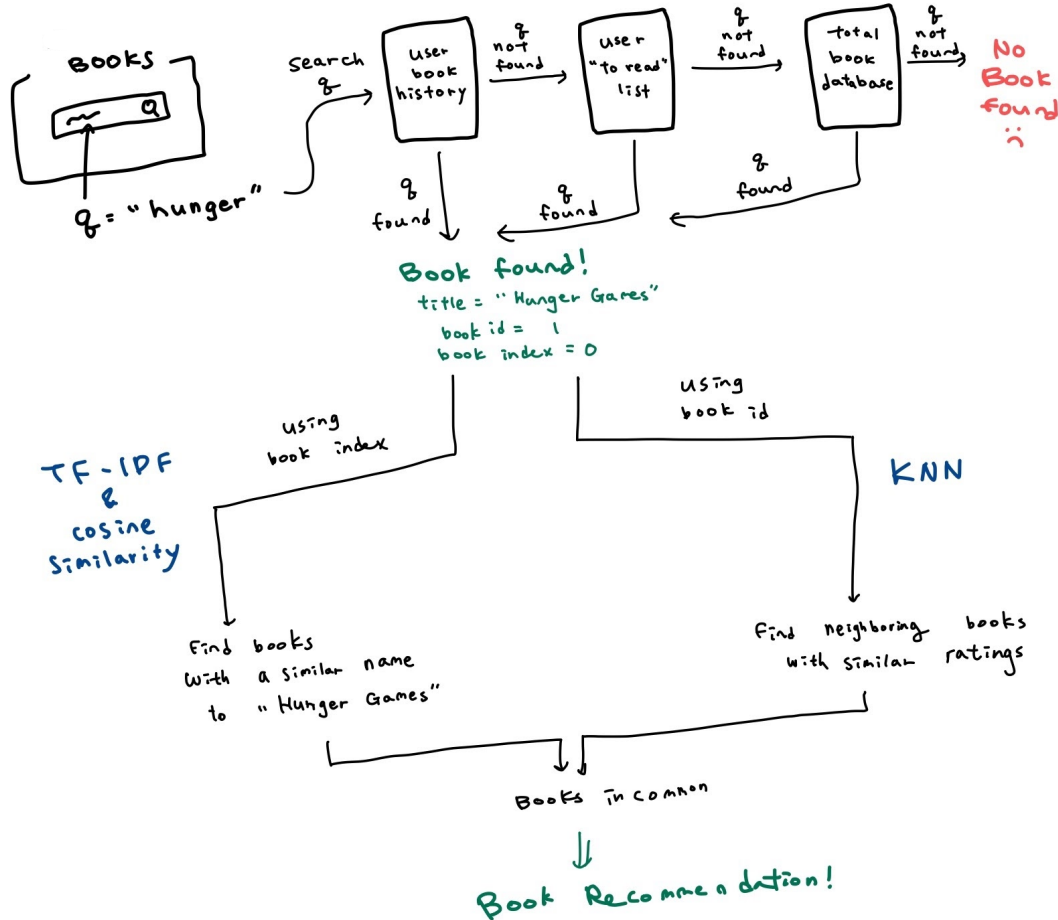 BOOKS
q = "hunger"
search
q
user
book
history
q
not
found
user
"to read"
list
q
not
found
total
book
database
q
not
found
No
Book
found
q
found
q
found
q
found
Book found!
title = "Hunger Games"
book id = 1
book index = 0
using
book index
using
book id
TF-IDF
&
cosine
similarity
KNN
Find books
with a similar name
to "Hunger Games"
Find neighboring books
with similar ratings
Books in common
Book Recommendation!